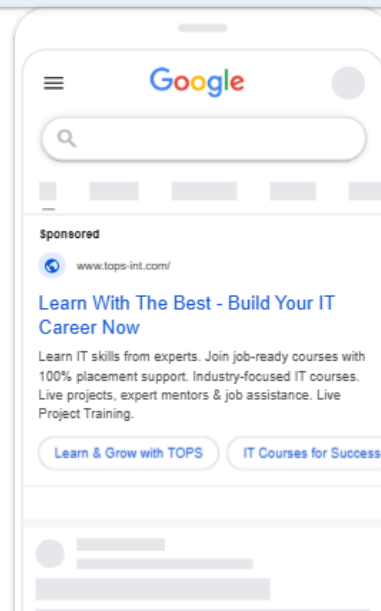 Google
Sponsored
www.tops-int.com/
Learn With The Best - Build Your IT
Career Now
Learn IT skills from experts. Join job-ready courses with
100% placement support. Industry-focused IT courses.
Live projects, expert mentors & job assistance. Live
Project Training.
Learn & Grow with TOPS
IT Courses for Success